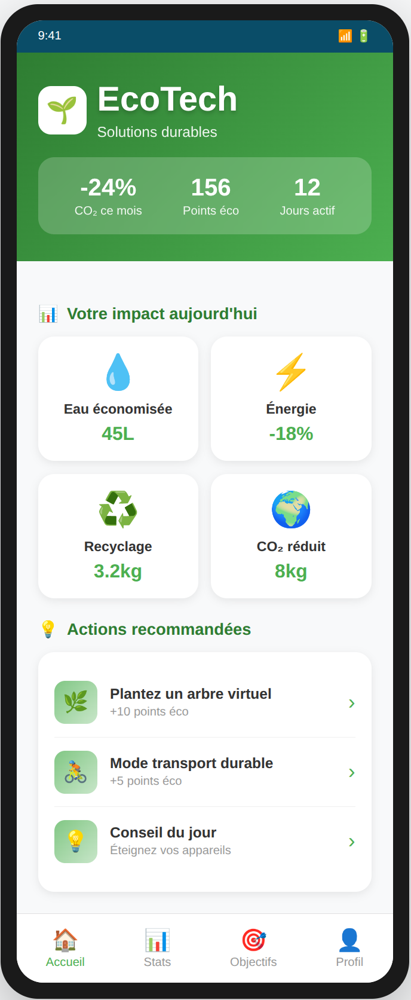 9:41
EcoTech
Solutions durables
-24% 156 12
CO₂ ce mois Points éco Jours actif
Votre impact aujourd'hui
Eau économisée Énergie
45L -18%
Recyclage CO₂ réduit
3.2kg 8kg
Actions recommandées
Plantez un arbre virtuel
+10 points éco
Mode transport durable
+5 points éco
Conseil du jour
Éteignez vos appareils
Accueil Stats Objectifs Profil